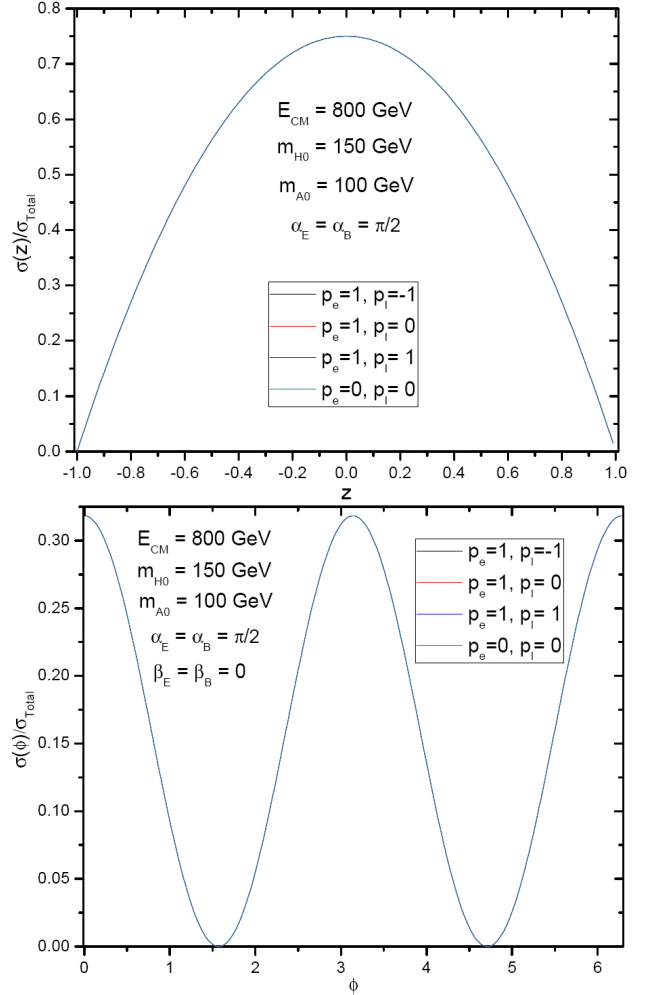 0.8
0.7
0.6
0.5
0.4
0.3
0.2
0.1
0.0
σ(z)/σ_Total
E_CM = 800 GeV
m_H0 = 150 GeV
m_A0 = 100 GeV
α_E = α_B = π/2
p_e=1, p_l=-1
p_e=1, p_l= 0
p_e=1, p_l= 1
p_e=0, p_l= 0
-1.0 -0.8 -0.6 -0.4 -0.2 0.0 0.2 0.4 0.6 0.8 1.0
z
0.30
0.25
0.20
0.15
0.10
0.05
0.00
σ(ϕ)/σ_Total
E_CM = 800 GeV
m_H0 = 150 GeV
m_A0 = 100 GeV
α_E = α_B = π/2
β_E = β_B = 0
p_e=1, p_l=-1
p_e=1, p_l= 0
p_e=1, p_l= 1
p_e=0, p_l= 0
0 1 2 3 4 5 6
ϕ